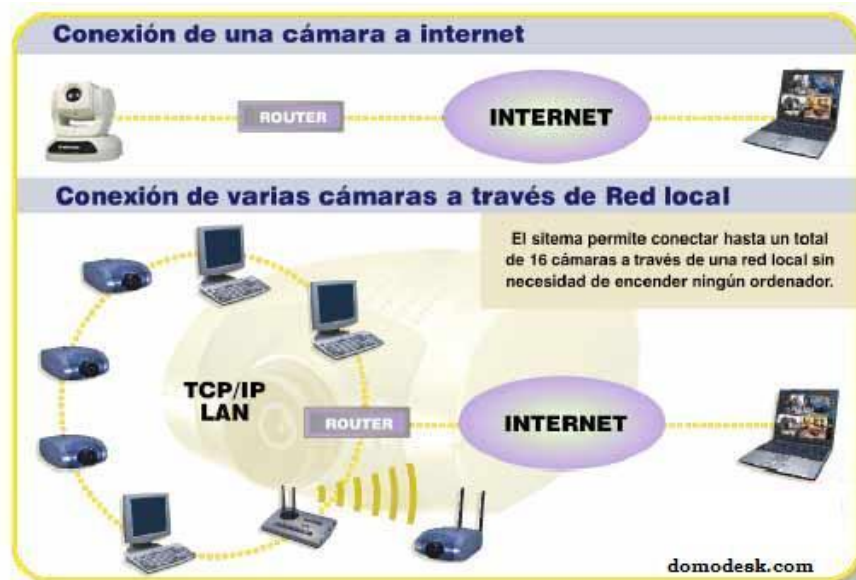 Conexión de una cámara a internet
ROUTER
INTERNET
Conexión de varias cámaras a través de Red local
El sitema permite conectar hasta un total
de 16 cámaras a través de una red local sin
necesidad de encender ningún ordenador.
TCP/IP
LAN
ROUTER
INTERNET
domodesk.com